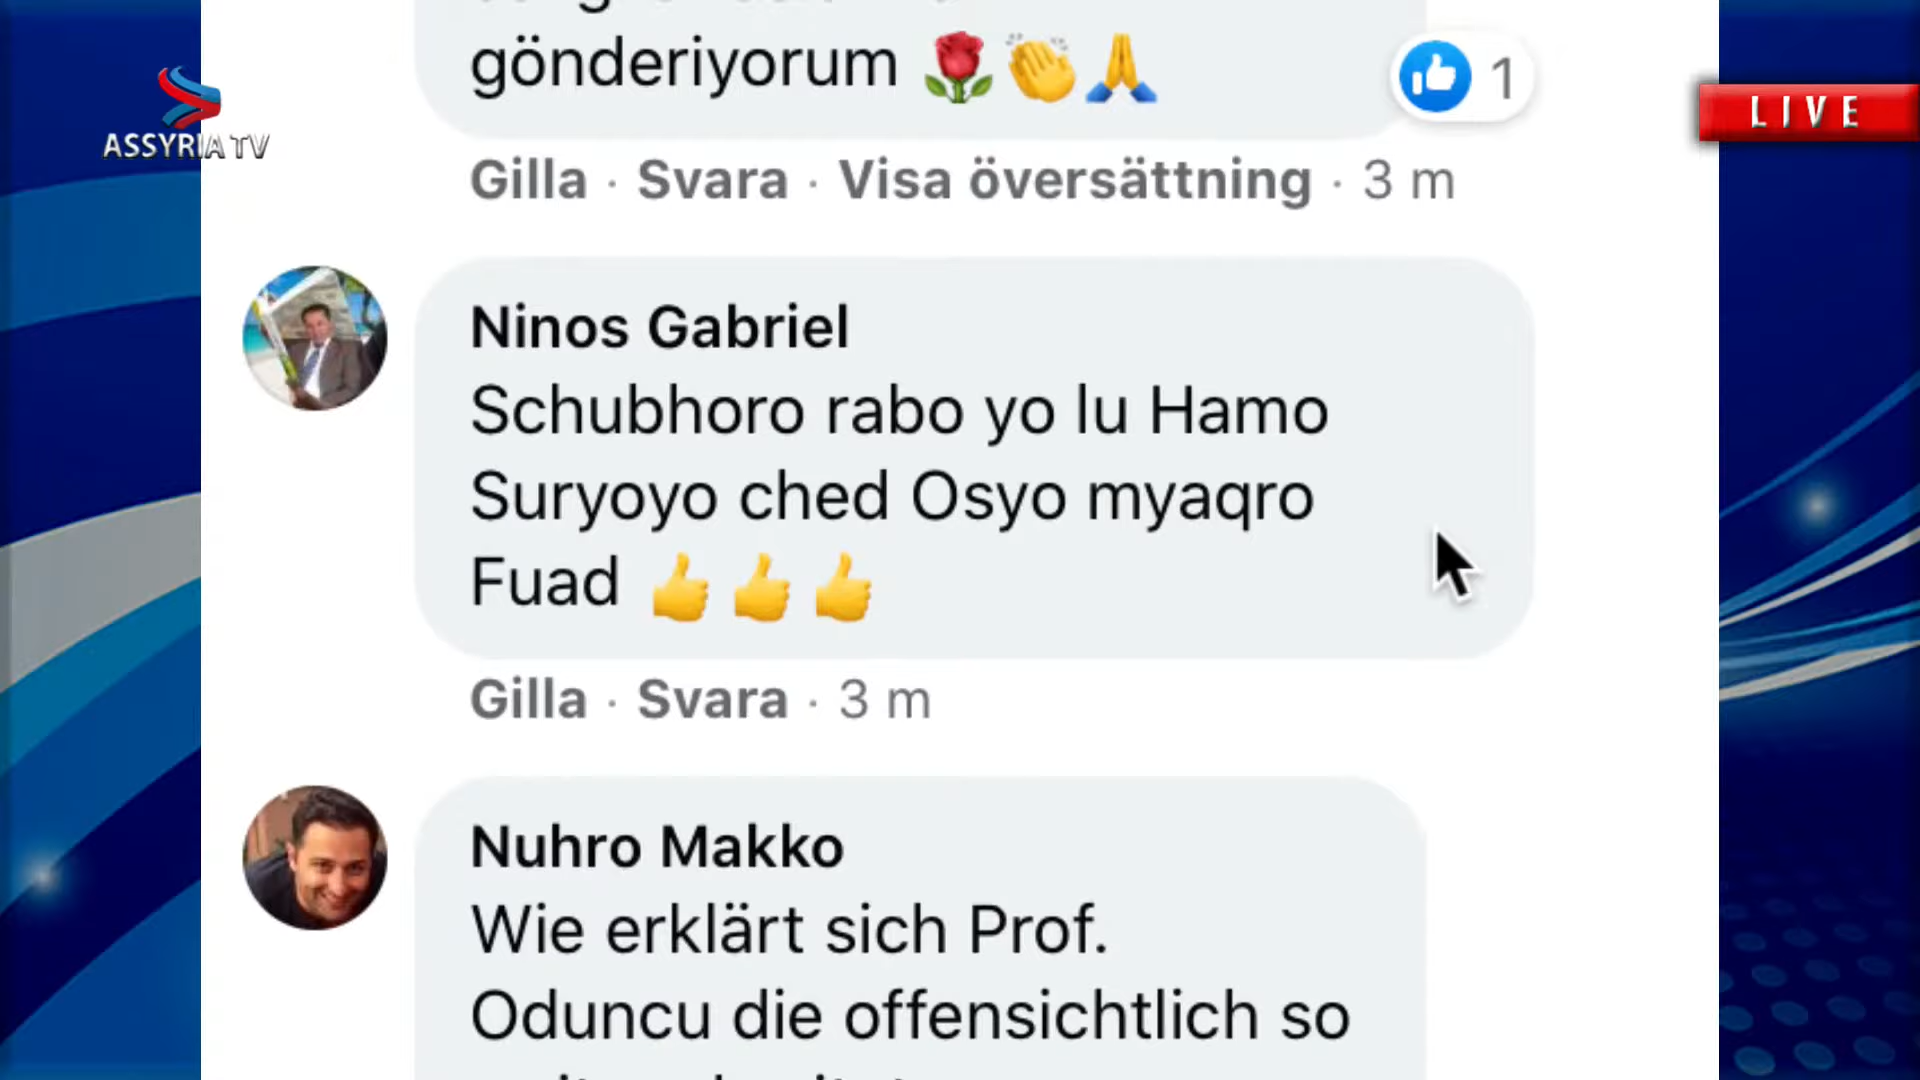 gönderiyorum 🌹👏🙏
1
ASSYRIA TV
LIVE
Gilla · Svara · Visa översättning · 3 m
Ninos Gabriel
Schubhoro rabo yo lu Hamo
Suryoyo ched Osyo myaqro
Fuad 👍👍👍
Gilla · Svara · 3 m
Nuhro Makko
Wie erklärt sich Prof.
Oduncu die offensichtlich so